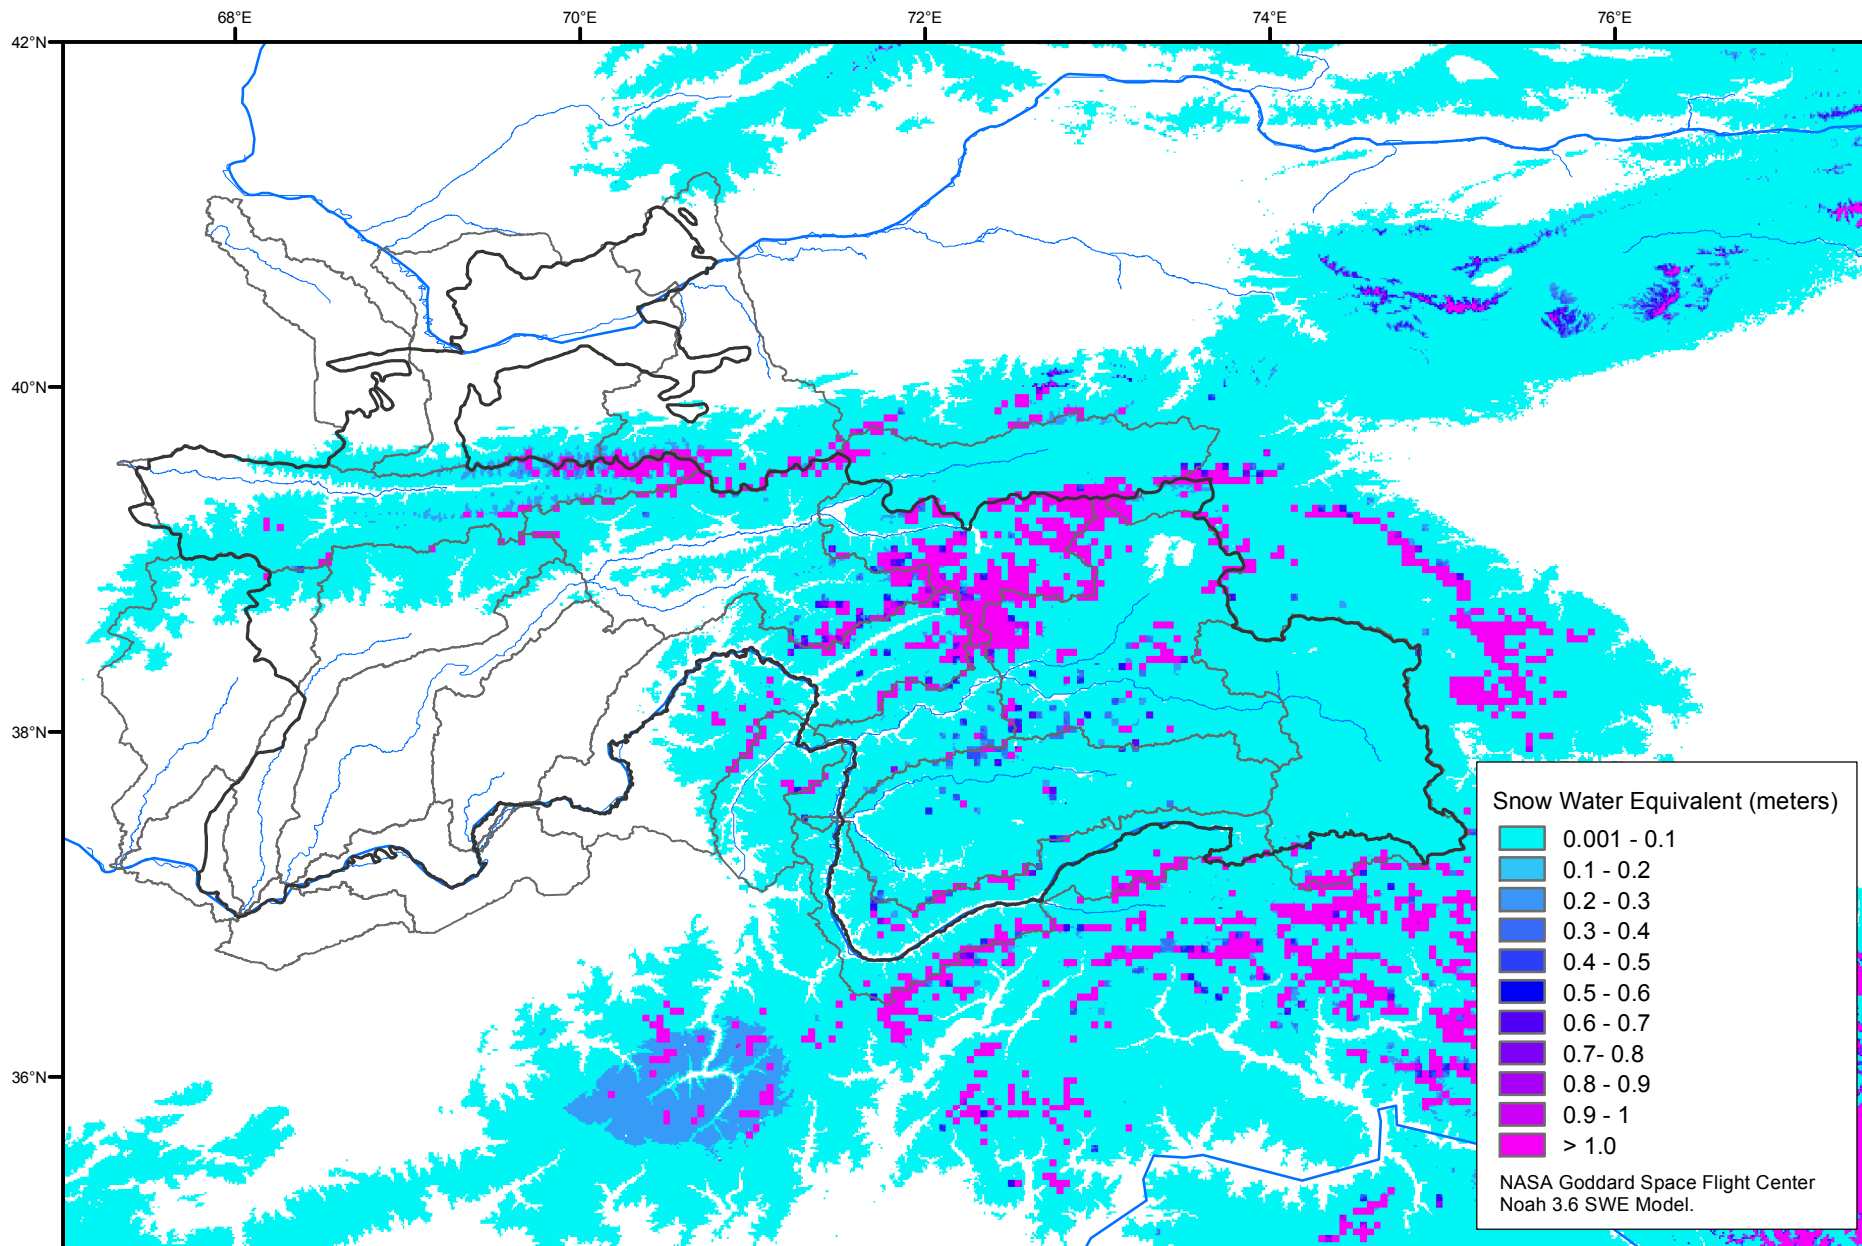 68°E 70°E 72°E 74°E 76°E
42°N
40°N
38°N
36°N
Snow Water Equivalent (meters)
0.001 - 0.1
0.1 - 0.2
0.2 - 0.3
0.3 - 0.4
0.4 - 0.5
0.5 - 0.6
0.6 - 0.7
0.7- 0.8
0.8 - 0.9
0.9 - 1
> 1.0
NASA Goddard Space Flight Center
Noah 3.6 SWE Model.